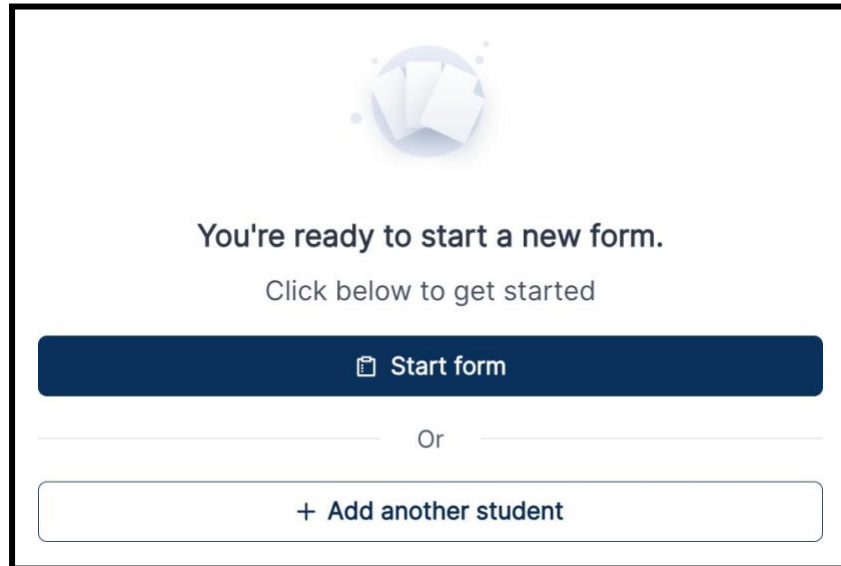 You're ready to start a new form.
Click below to get started
Start form
Or
+ Add another student